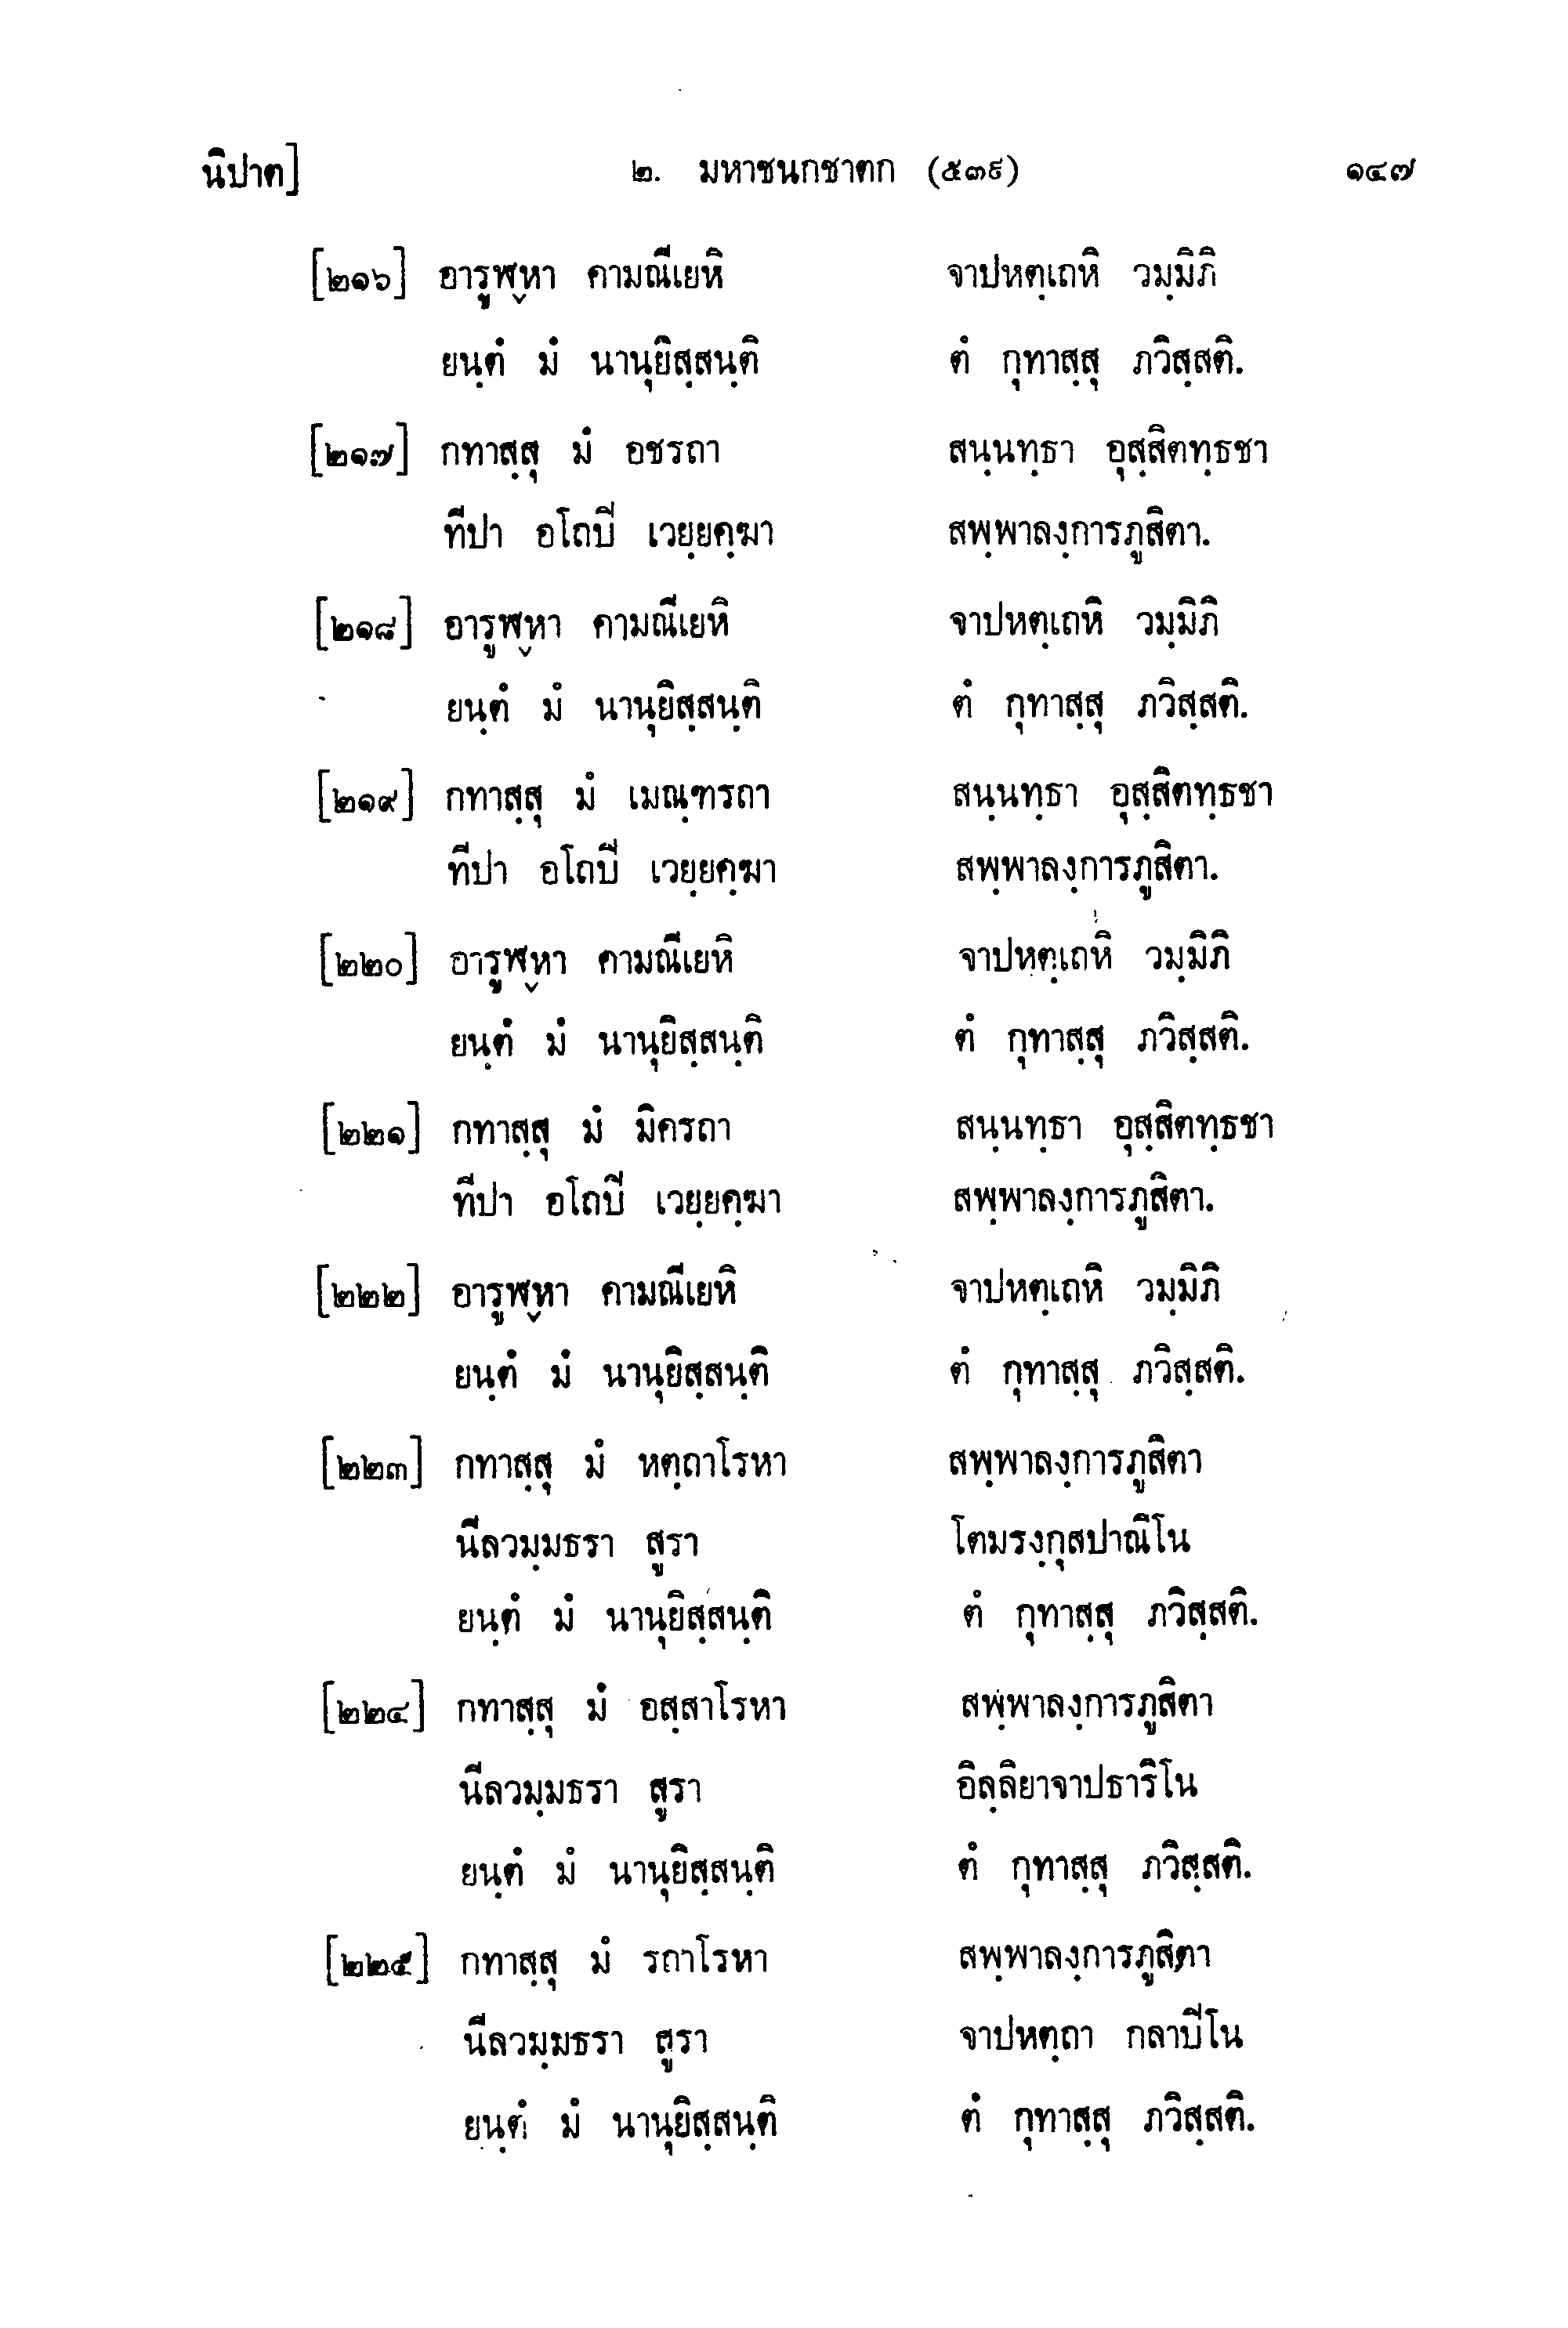 นิปาต] ๒. มหาชนกชาตก (๕๓๙) ๑๔๗
[๒๑๖] อารูฬฺหา คามณีเยหิ จาปหตฺเถหิ วมฺมิภิ
ยนฺตํ มํ นานุยิสฺสนฺติ ตํ กุทาสฺสุ ภวิสฺสติ.
[๒๑๗] กทาสฺสุ มํ อชรถา สนฺนทฺธา อุสฺสิตทฺธชา
ทีปา อโถปิ เวยฺยคฺฆา สพฺพาลงฺการภูสิตา.
[๒๑๘] อารูฬฺหา คามณีเยหิ จาปหตฺเถหิ วมฺมิภิ
ยนฺตํ มํ นานุยิสฺสนฺติ ตํ กุทาสฺสุ ภวิสฺสติ.
[๒๑๙] กทาสฺสุ มํ เมณฺฑรถา สนฺนทฺธา อุสฺสิตทฺธชา
ทีปา อโถปิ เวยฺยคฺฆา สพฺพาลงฺการภูสิตา.
[๒๒๐] อารูฬฺหา คามณีเยหิ จาปหตฺเถหิ วมฺมิภิ
ยนฺตํ มํ นานุยิสฺสนฺติ ตํ กุทาสฺสุ ภวิสฺสติ.
[๒๒๑] กทาสฺสุ มํ มิครถา สนฺนทฺธา อุสฺสิตทฺธชา
ทีปา อโถปิ เวยฺยคฺฆา สพฺพาลงฺการภูสิตา.
[๒๒๒] อารูฬฺหา คามณีเยหิ จาปหตฺเถหิ วมฺมิภิ
ยนฺตํ มํ นานุยิสฺสนฺติ ตํ กุทาสฺสุ ภวิสฺสติ.
[๒๒๓] กทาสฺสุ มํ หตฺถาโรหา สพฺพาลงฺการภูสิตา
นีลวมฺมธรา สูรา โตมรงฺกุสปาณิโน
ยนฺตํ มํ นานุยิสฺสนฺติ ตํ กุทาสฺสุ ภวิสฺสติ.
[๒๒๔] กทาสฺสุ มํ อสฺสาโรหา สพฺพาลงฺการภูสิตา
นีลวมฺมธรา สูรา อิลฺลิยาจาปธาริโน
ยนฺตํ มํ นานุยิสฺสนฺติ ตํ กุทาสฺสุ ภวิสฺสติ.
[๒๒๕] กทาสฺสุ มํ รถาโรหา สพฺพาลงฺการภูสิตา
นีลวมฺมธรา สูรา จาปหตฺถา กลาปิโน
ยนฺตํ มํ นานุยิสฺสนฺติ ตํ กุทาสฺสุ ภวิสฺสติ.